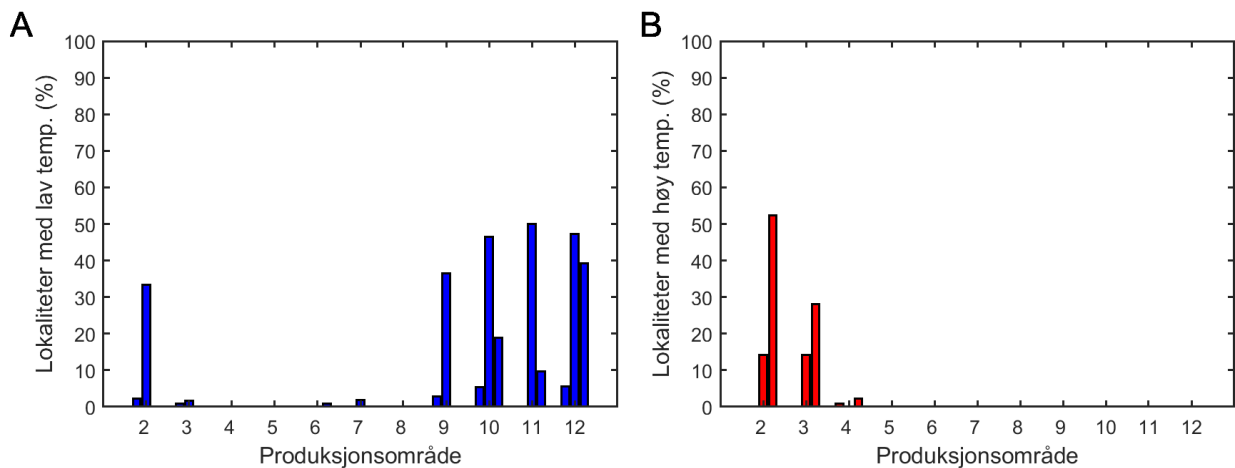 A
Lokaliteter med lav temp. (%)
100
90
80
70
60
50
40
30
20
10
0
2 3 4 5 6 7 8 9 10 11 12
Produksjonsområde
B
Lokaliteter med høy temp. (%)
100
90
80
70
60
50
40
30
20
10
0
2 3 4 5 6 7 8 9 10 11 12
Produksjonsområde